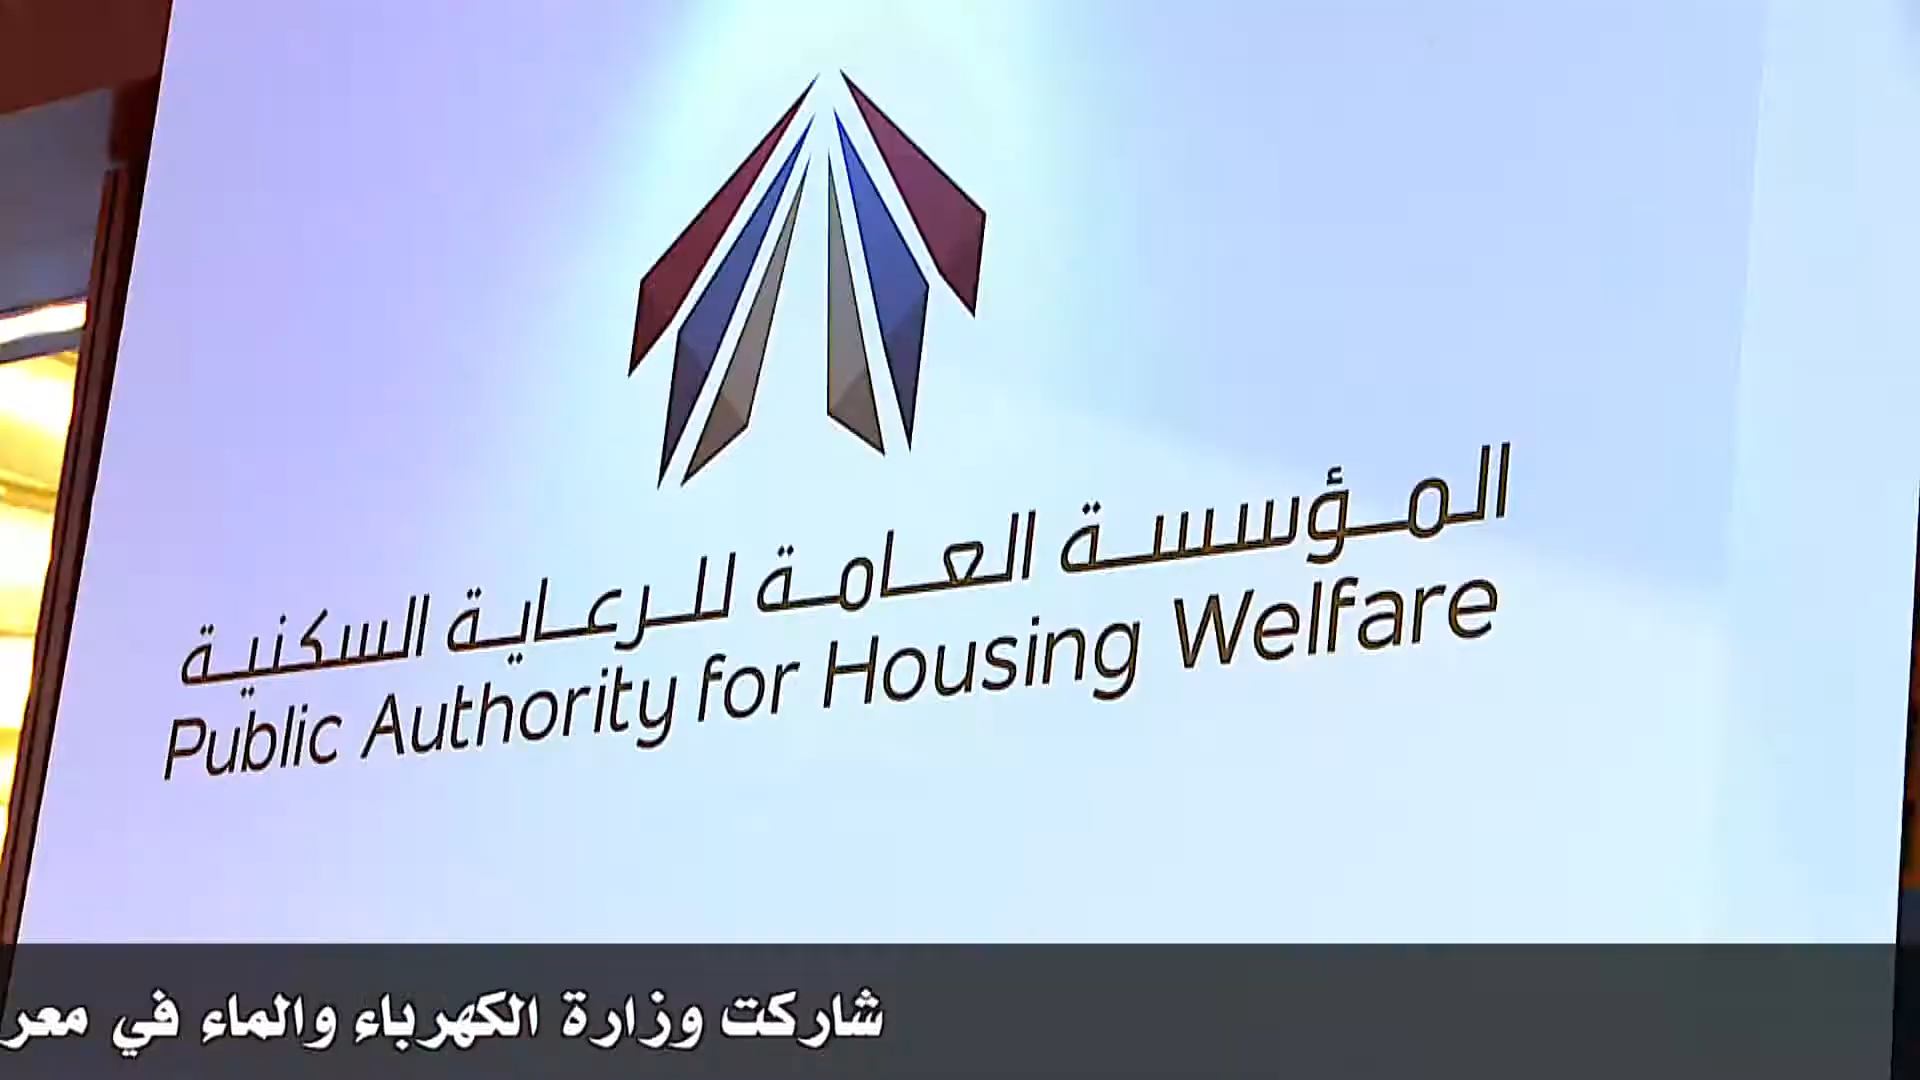 المؤسسة العامة للرعاية السكنية
Public Authority for Housing Welfare
شاركت وزارة الكهرباء والماء في